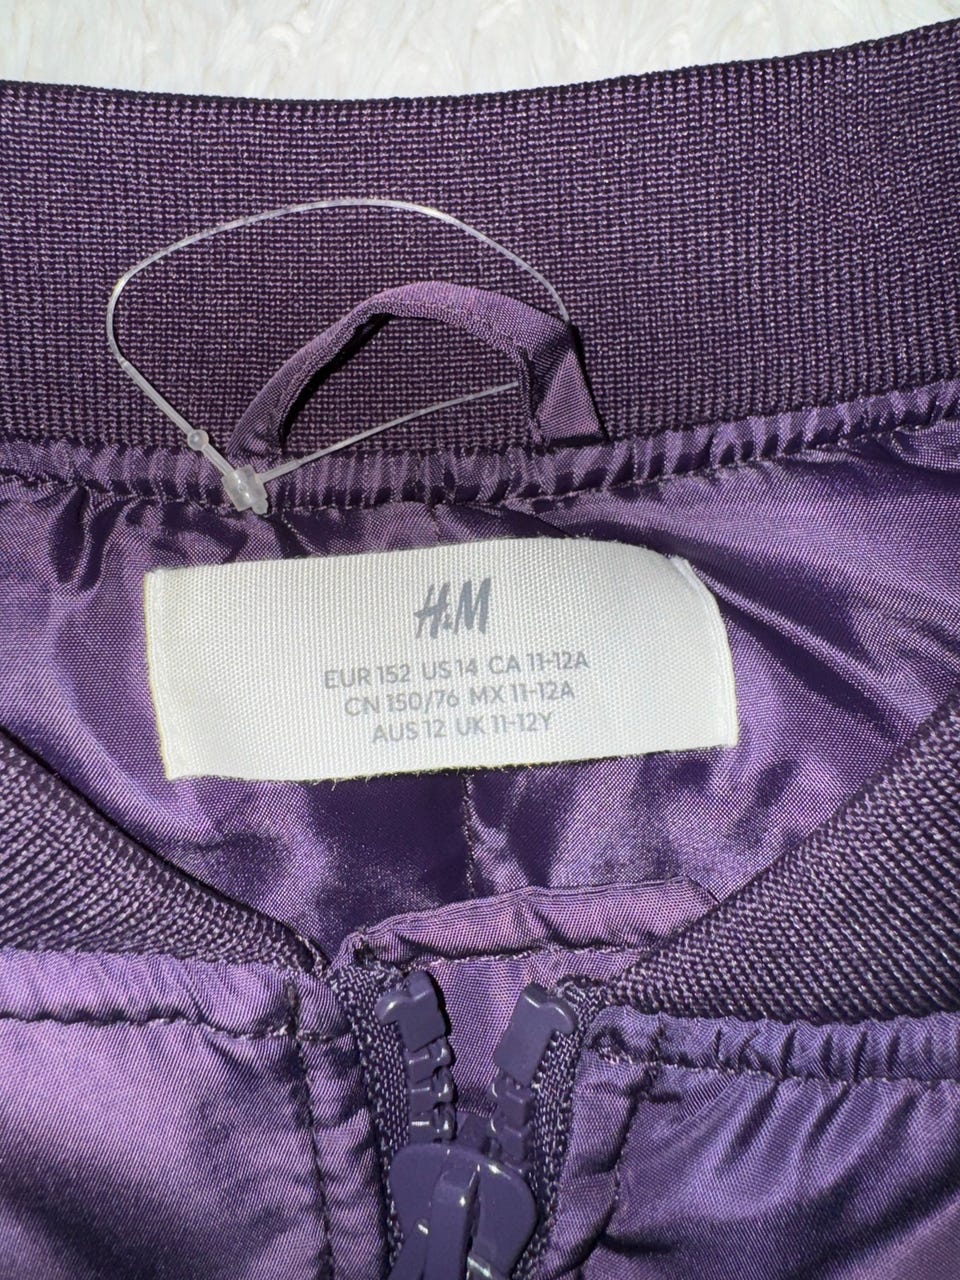 H&M
EUR 152 US 14 CA 11-12A
CN 150/76 MX 11-12A
AUS 12 UK 11-12Y